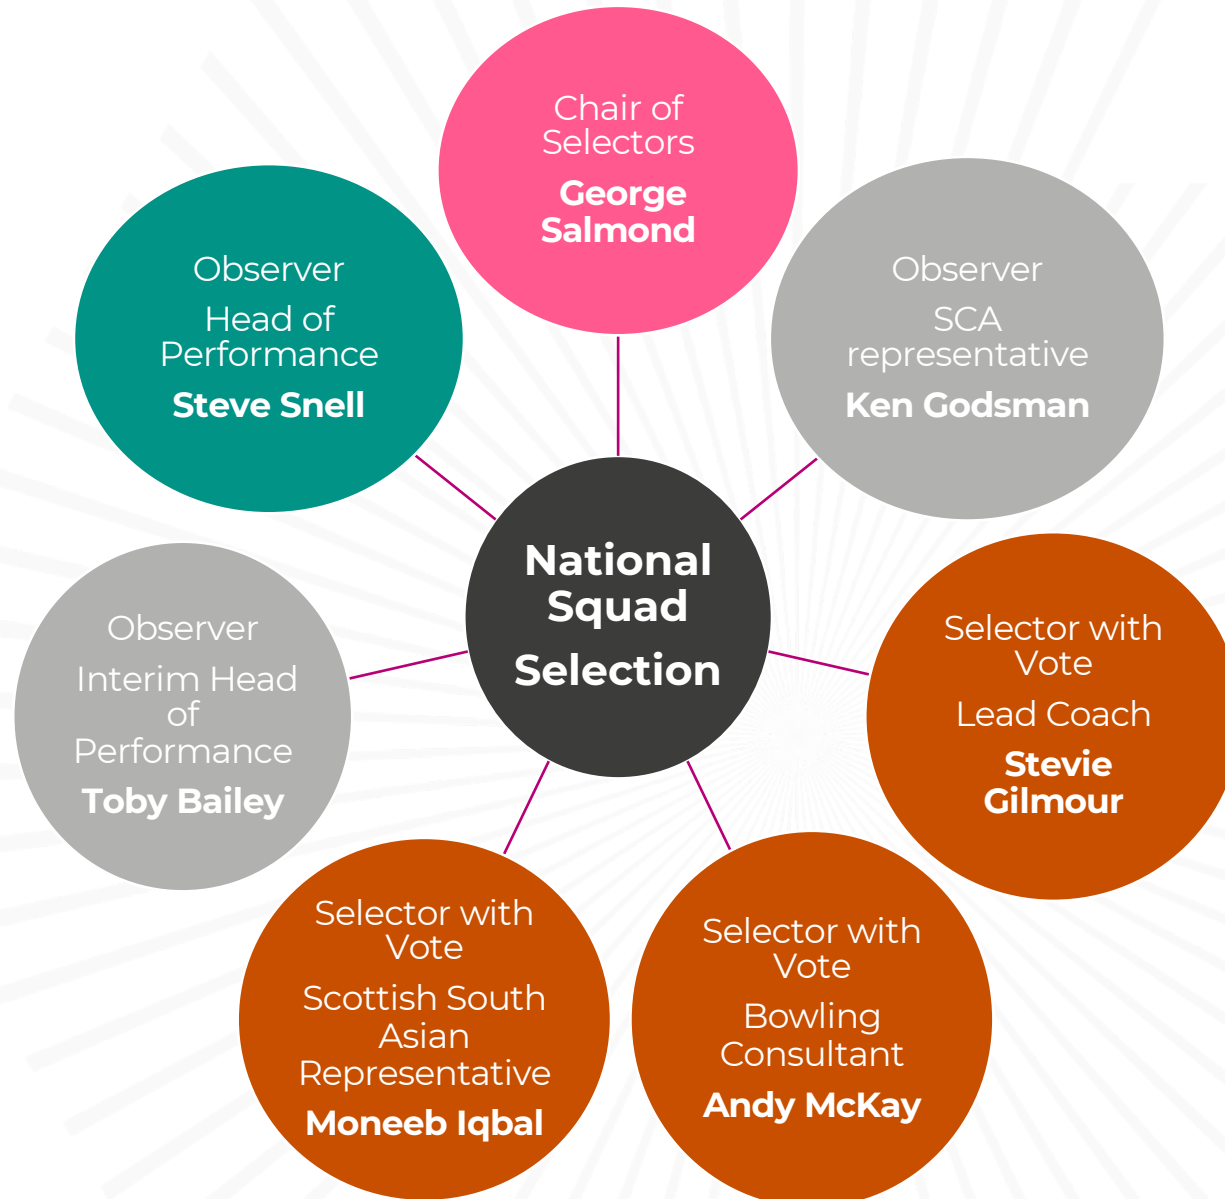 Chair of
Selectors
George
Salmond
Observer
Head of
Performance
Steve Snell
Observer
SCA
representative
Ken Godsman
National
Squad
Selection
Observer
Interim Head
of
Performance
Toby Bailey
Selector with
Vote
Lead Coach
Stevie
Gilmour
Selector with
Vote
Scottish South
Asian
Representative
Moneeb Iqbal
Selector with
Vote
Bowling
Consultant
Andy McKay